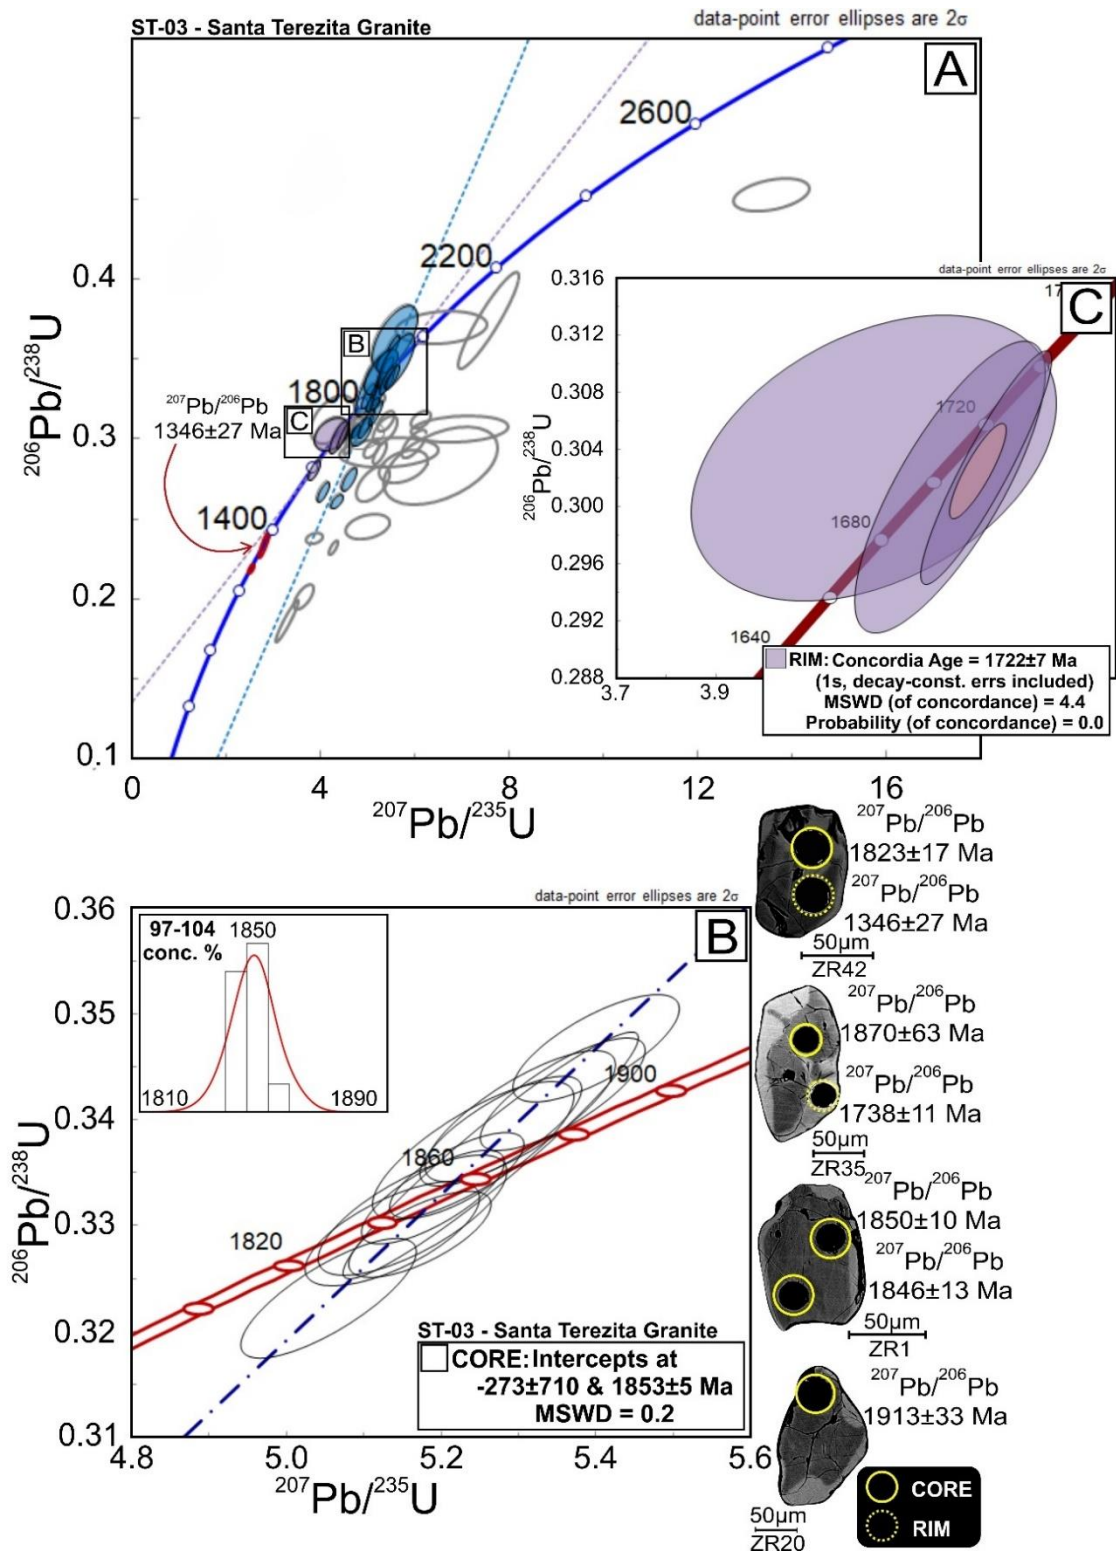 ST-03 - Santa Terezita Granite
data-point error ellipses are 2σ
A
2600
2200
1800
1400
B
C
207Pb/206Pb
1346±27 Ma
0.4
0.3
0.2
0.1
206Pb/238U
0
4
8
12
16
207Pb/235U
data-point error ellipses are 2σ
C
0.316
0.312
0.308
0.304
0.300
0.296
0.292
0.288
206Pb/238U
3.7
3.9
1720
1680
1640
RIM: Concordia Age = 1722±7 Ma
(1s, decay-const. errs included)
MSWD (of concordance) = 4.4
Probability (of concordance) = 0.0
data-point error ellipses are 2σ
B
0.36
0.35
0.34
0.33
0.32
0.31
206Pb/238U
97-104
conc. %
1850
1810
1890
1900
1860
1820
ST-03 - Santa Terezita Granite
CORE: Intercepts at
-273±710 & 1853±5 Ma
MSWD = 0.2
4.8
5.0
5.2
5.4
5.6
207Pb/235U
207Pb/206Pb
1823±17 Ma
207Pb/206Pb
1346±27 Ma
50µm
ZR42
207Pb/206Pb
1870±63 Ma
207Pb/206Pb
1738±11 Ma
50µm
ZR35
207Pb/206Pb
1850±10 Ma
207Pb/206Pb
1846±13 Ma
50µm
ZR1
207Pb/206Pb
1913±33 Ma
50µm
ZR20
CORE
RIM